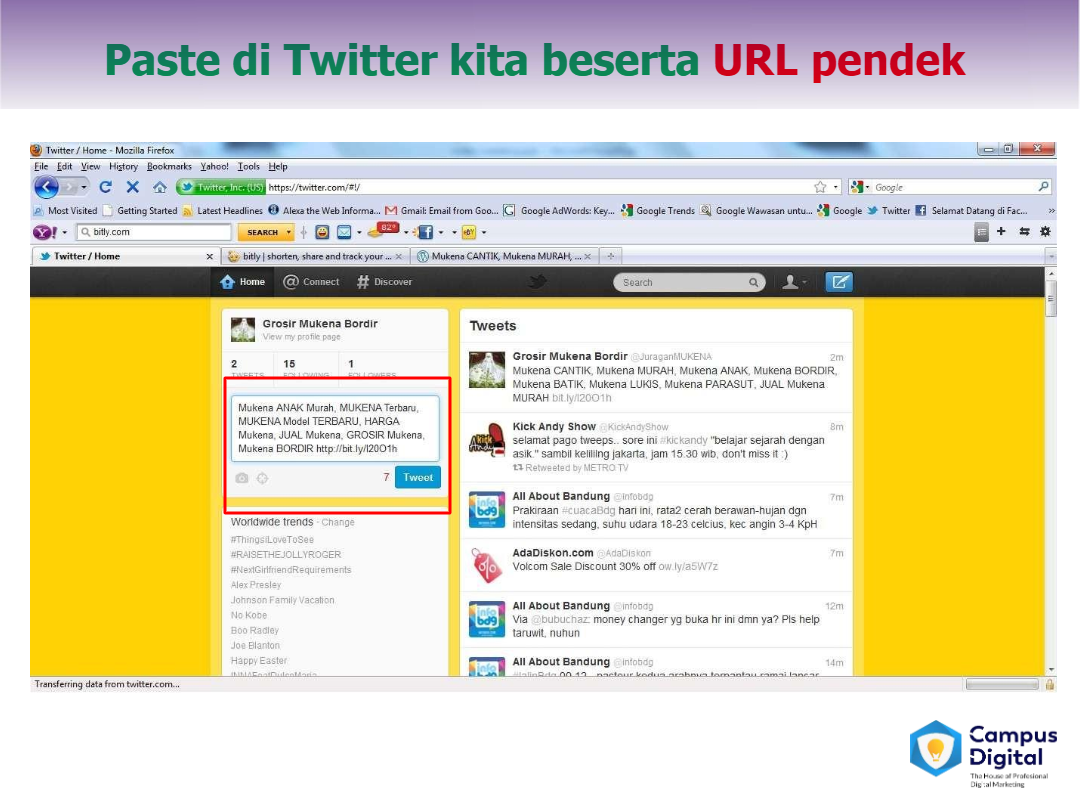 Paste di Twitter kita beserta URL pendek
Twitter / Home - Mozilla Firefox
File Edit View History Bookmarks Yahoo! Tools Help
Twitter, Inc. (US) https://twitter.com/#!/
Google
Most Visited Getting Started Latest Headlines Alexa the Web Informa... Gmail: Email from Goo... Google AdWords: Key... Google Trends Google Wawasan untu... Google Twitter Selamat Datang di Fac... »
Y! bitly.com SEARCH 82°
Twitter / Home bitly | shorten, share and track your ... Mukena CANTIK, Mukena MURAH, ...
Home Connect Discover Search
Grosir Mukena Bordir
View my profile page
2 15 1
TWEETS FOLLOWING FOLLOWERS
Mukena ANAK Murah, MUKENA Terbaru,
MUKENA Model TERBARU, HARGA
Mukena, JUAL Mukena, GROSIR Mukena,
Mukena BORDIR http://bit.ly/I20O1h
7 Tweet
Worldwide trends · Change
#ThingsILoveToSee
#RAISETHEJOLLYROGER
#NextGirlfriendRequirements
Alex Presley
Johnson Family Vacation
No Kobe
Boo Radley
Joe Blanton
Happy Easter
Tweets
Grosir Mukena Bordir @JuraganMUKENA 2m
Mukena CANTIK, Mukena MURAH, Mukena ANAK, Mukena BORDIR,
Mukena BATIK, Mukena LUKIS, Mukena PARASUT, JUAL Mukena
MURAH bit.ly/I20O1h
Kick Andy Show @KickAndyShow 8m
selamat pago tweeps.. sore ini #kickandy "belajar sejarah dengan
asik." sambil kelililng jakarta, jam 15.30 wib, don't miss it :)
Retweeted by METRO TV
All About Bandung @infobdg 7m
Prakiraan #cuacaBdg hari ini, rata2 cerah berawan-hujan dgn
intensitas sedang, suhu udara 18-23 celcius, kec angin 3-4 KpH
AdaDiskon.com @AdaDiskon 7m
Volcom Sale Discount 30% off ow.ly/a5W7z
All About Bandung @infobdg 12m
Via @bubuchaz: money changer yg buka hr ini dmn ya? Pls help
taruwit, nuhun
All About Bandung @infobdg 14m
Transferring data from twitter.com...
Campus
Digital
The House of Profesional
Digital Marketing